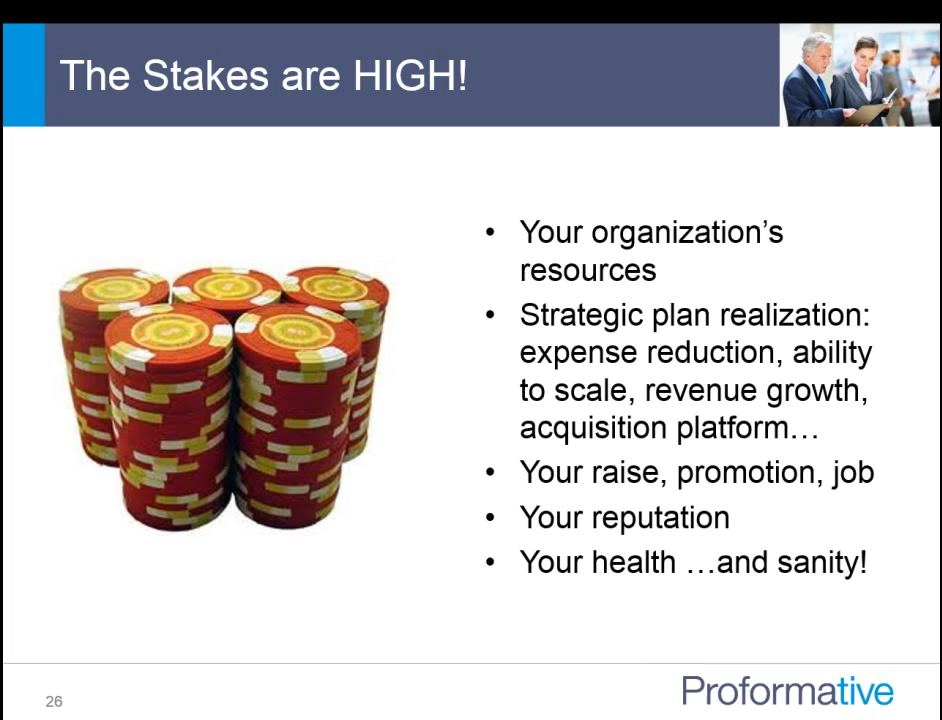 The Stakes are HIGH!
• Your organization’s
resources
• Strategic plan realization:
expense reduction, ability
to scale, revenue growth,
acquisition platform…
• Your raise, promotion, job
• Your reputation
• Your health …and sanity!
26
Proformative